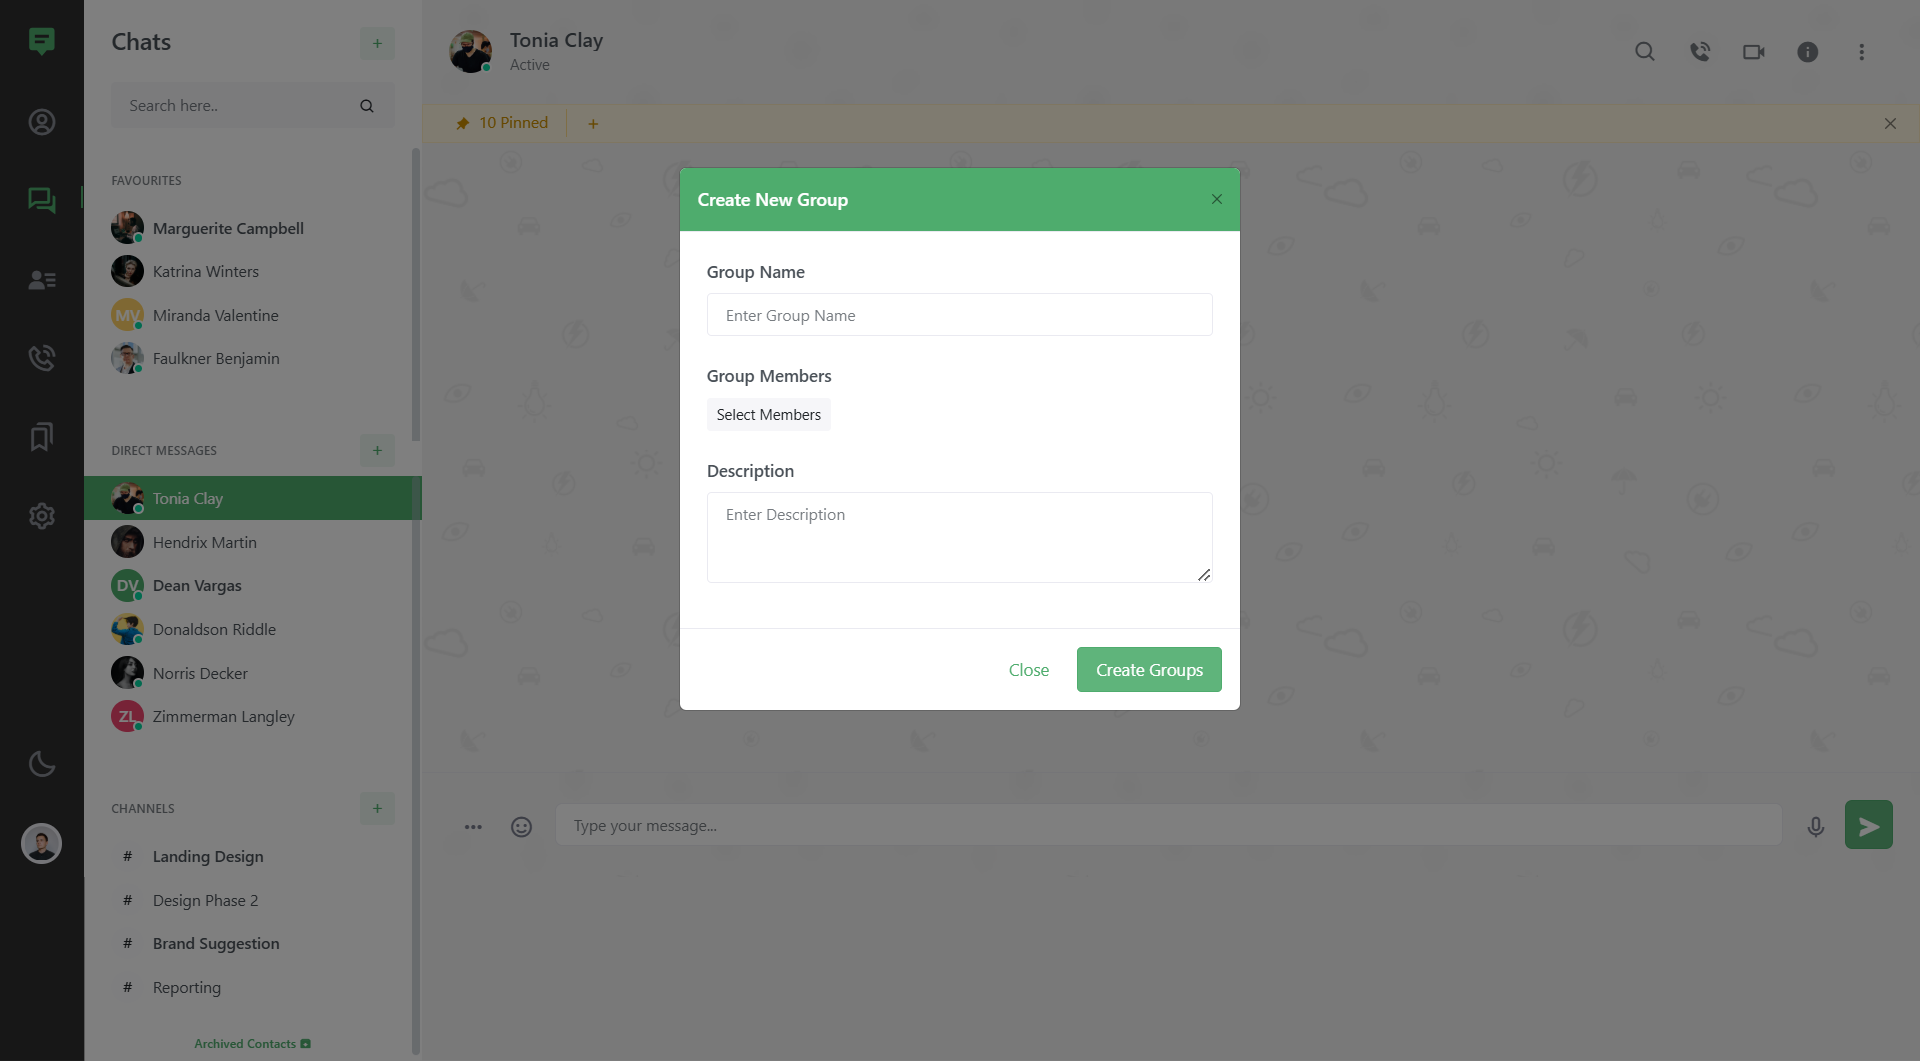 Chats
+
Search here..
FAVOURITES
Marguerite Campbell
Katrina Winters
MV
Miranda Valentine
Faulkner Benjamin
DIRECT MESSAGES
+
Tonia Clay
Hendrix Martin
DV
Dean Vargas
Donaldson Riddle
Norris Decker
ZL
Zimmerman Langley
CHANNELS
+
# Landing Design
# Design Phase 2
# Brand Suggestion
# Reporting
Archived Contacts
Tonia Clay
Active
10 Pinned
+
Create New Group
Group Name
Enter Group Name
Group Members
Select Members
Description
Enter Description
Close
Create Groups
Type your message...